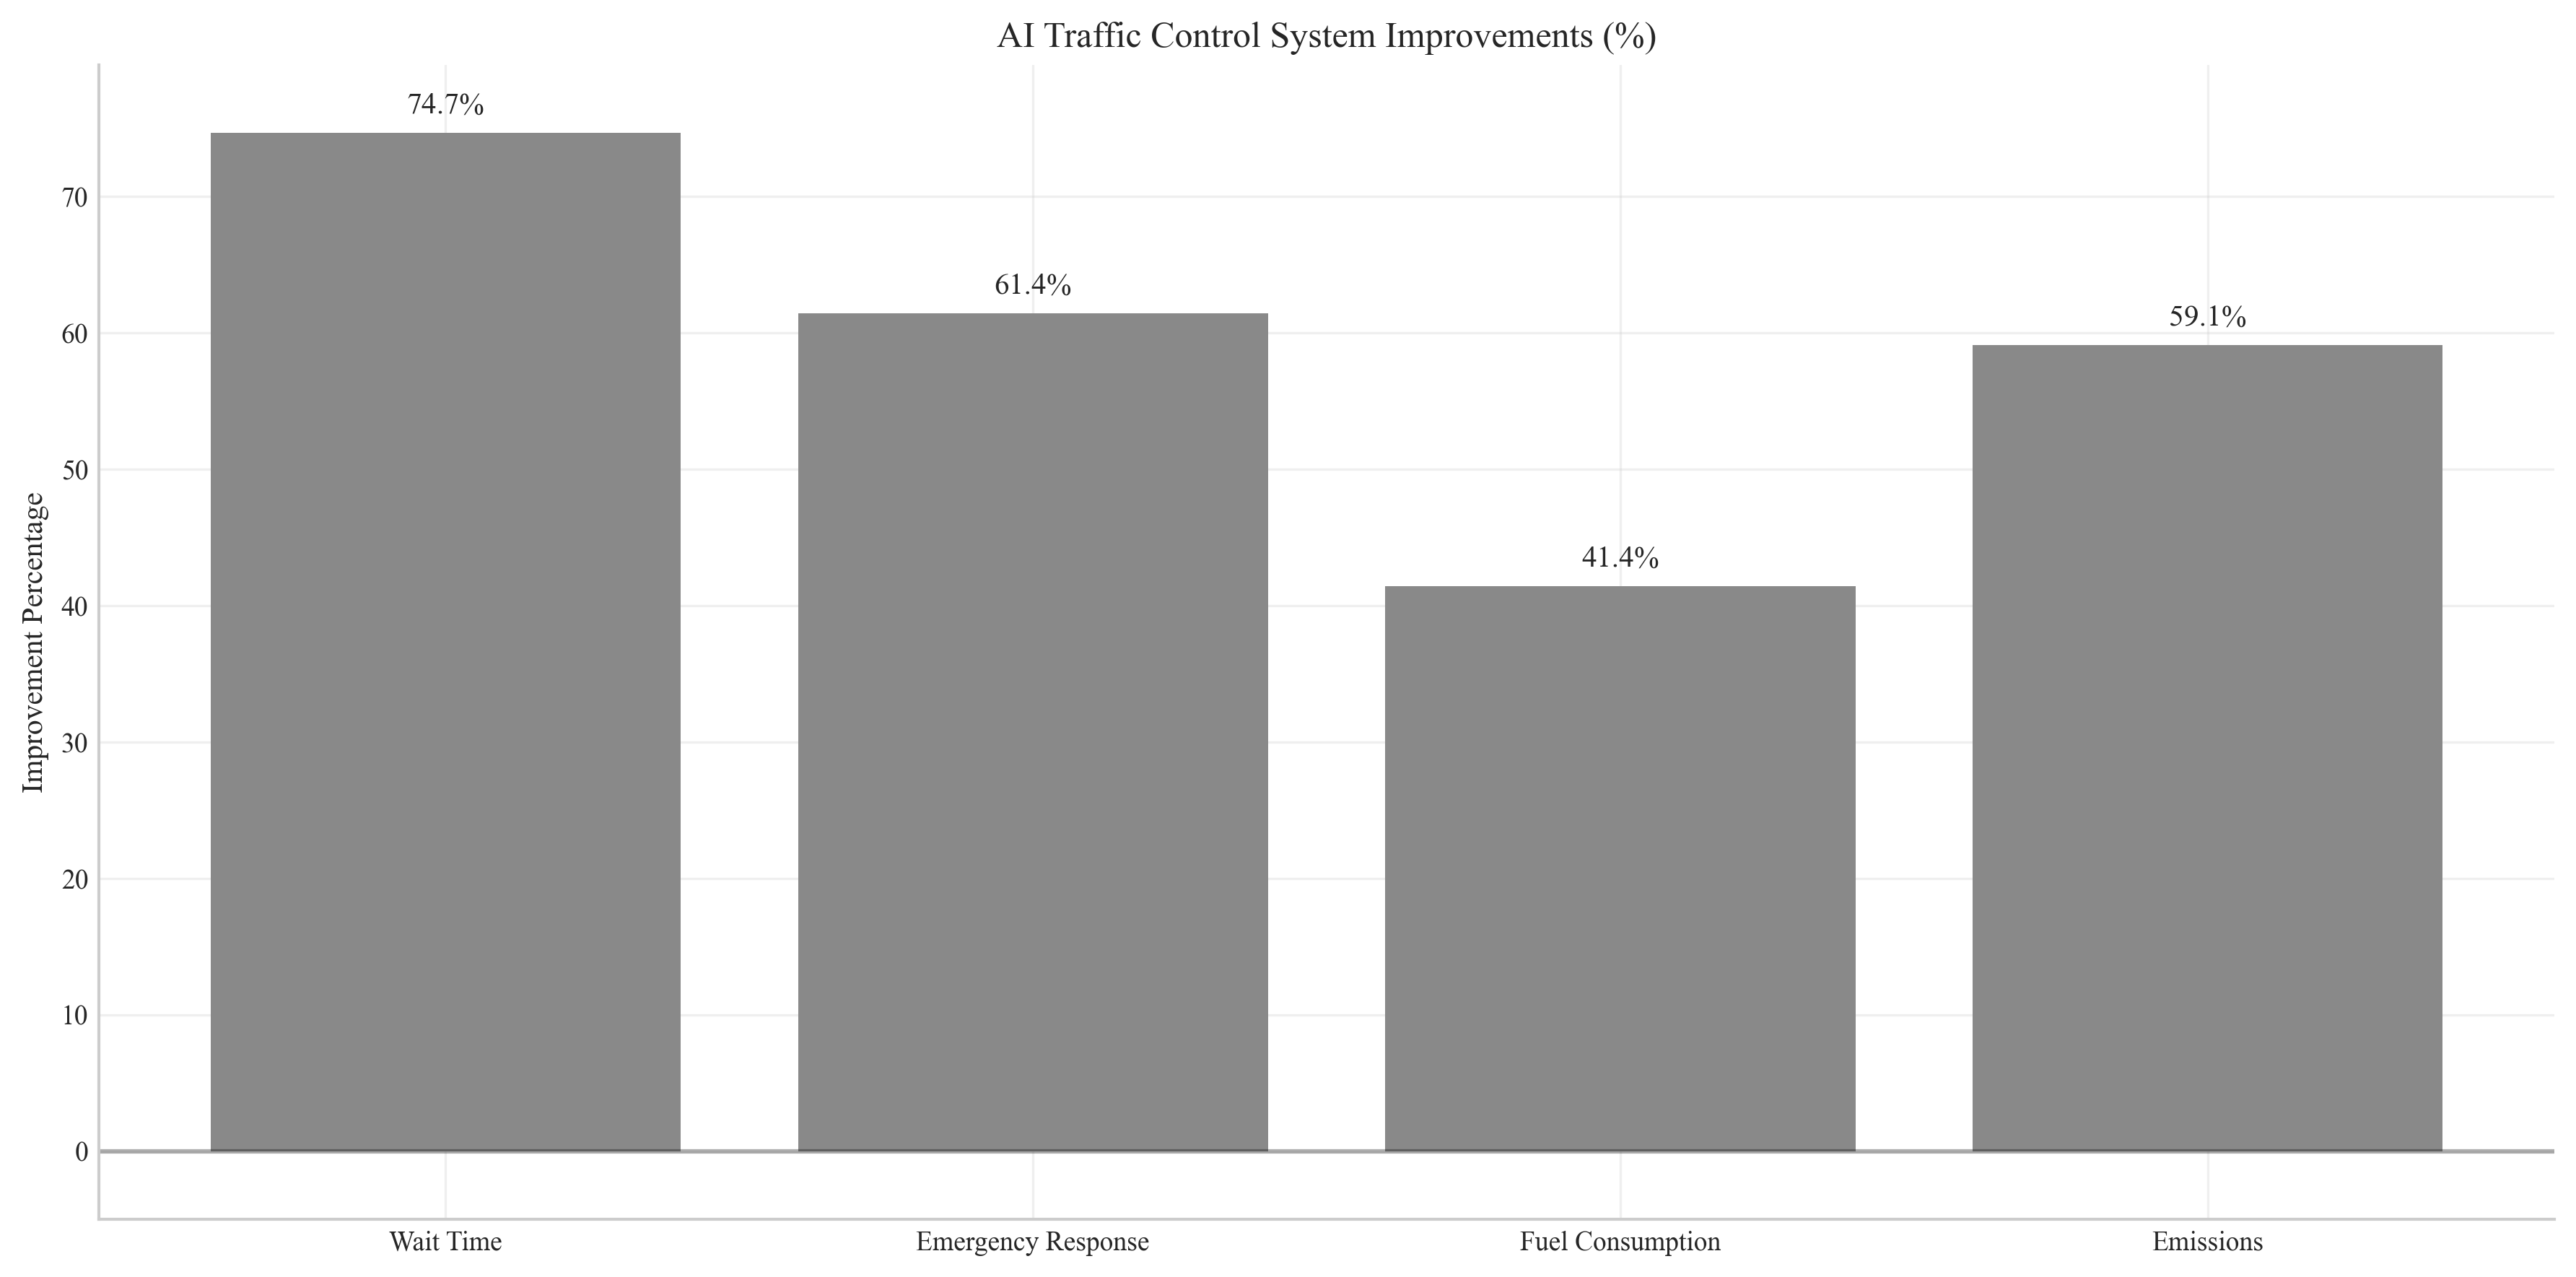 AI Traffic Control System Improvements (%)
74.7%
61.4%
41.4%
59.1%
Improvement Percentage
70
60
50
40
30
20
10
0
Wait Time
Emergency Response
Fuel Consumption
Emissions